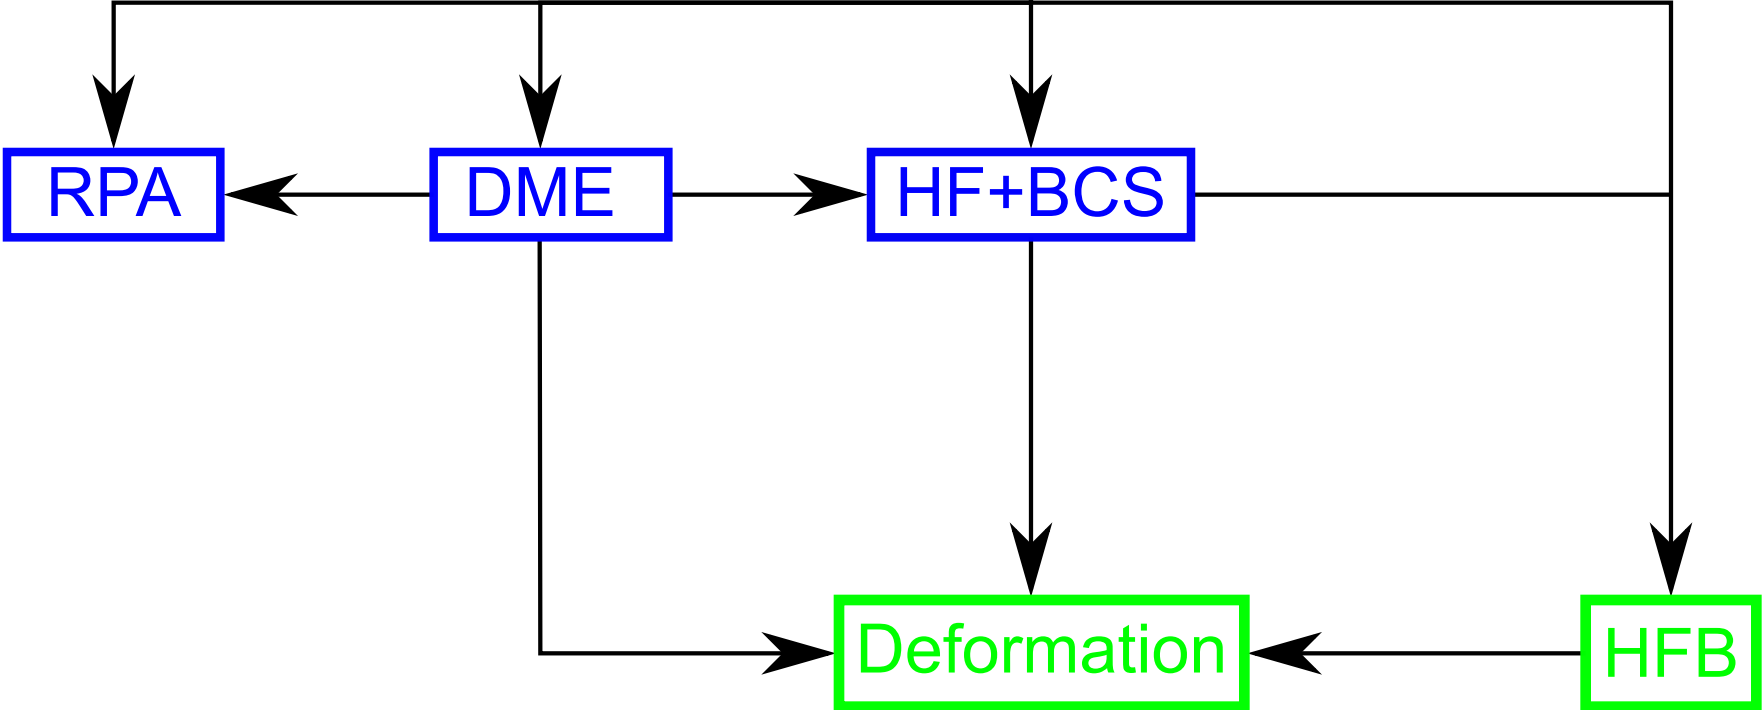 RPA
DME
HF+BCS
Deformation
HFB